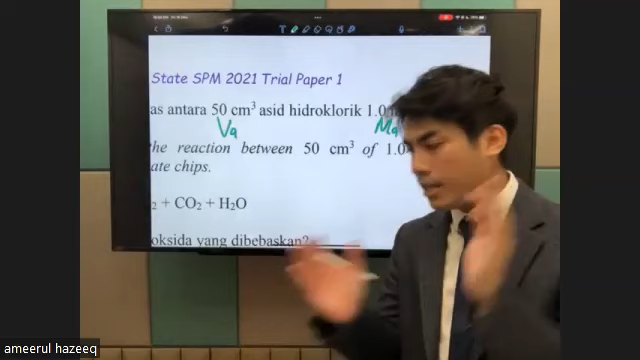 State SPM 2021 Trial Paper 1
as antara 50 cm³ asid hidroklorik 1.0
Va Ma
the reaction between 50 cm³ of 1.0
ate chips.
₂ + CO₂ + H₂O
oksida yang dibebaskan?
ameerul hazeeq